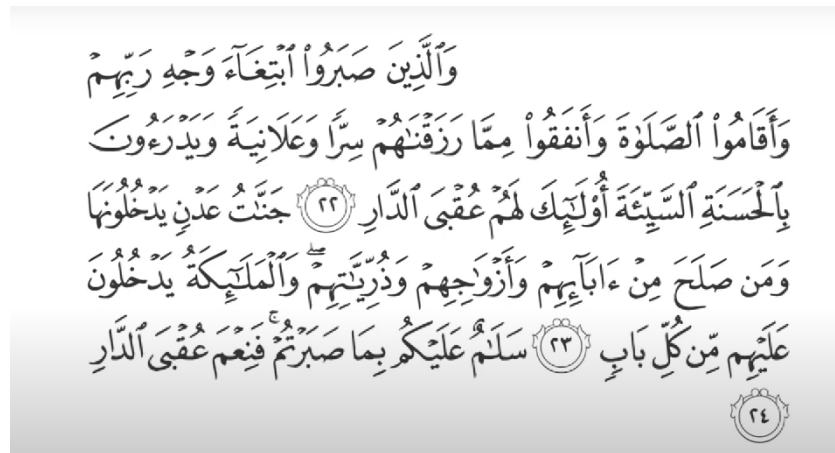 وَٱلَّذِينَ صَبَرُوا۟ ٱبْتِغَآءَ وَجْهِ رَبِّهِمْ
وَأَقَامُوا۟ ٱلصَّلَوٰةَ وَأَنفَقُوا۟ مِمَّا رَزَقْنَـٰهُمْ سِرًّا وَعَلَانِيَةً وَيَدْرَءُونَ
بِٱلْحَسَنَةِ ٱلسَّيِّئَةَ أُو۟لَـٰٓئِكَ لَهُمْ عُقْبَى ٱلدَّارِ ٢٢ جَنَّـٰتُ عَدْنٍ يَدْخُلُونَهَا
وَمَن صَلَحَ مِنْ ءَابَآئِهِمْ وَأَزْوَٰجِهِمْ وَذُرِّيَّـٰتِهِمْ ۖ وَٱلْمَلَـٰٓئِكَةُ يَدْخُلُونَ
عَلَيْهِم مِّن كُلِّ بَابٍ ٢٣ سَلَـٰمٌ عَلَيْكُم بِمَا صَبَرْتُمْ ۚ فَنِعْمَ عُقْبَى ٱلدَّارِ
٢٤